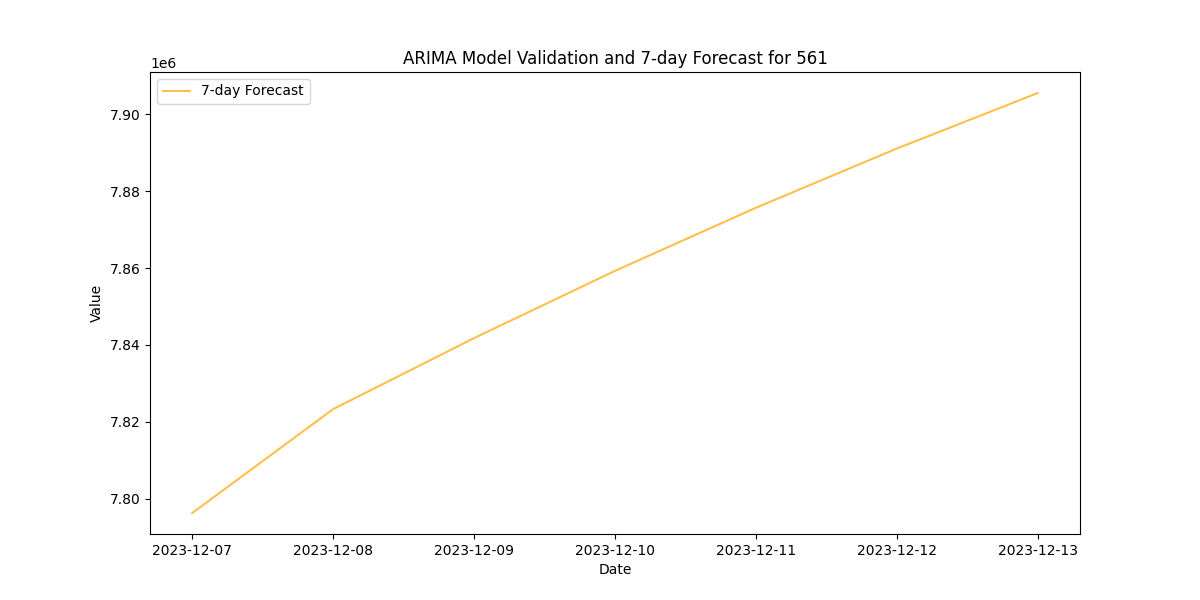 ARIMA Model Validation and 7-day Forecast for 561
1e6
7-day Forecast
7.90
7.88
7.86
7.84
7.82
7.80
Value
2023-12-07 2023-12-08 2023-12-09 2023-12-10 2023-12-11 2023-12-12 2023-12-13
Date